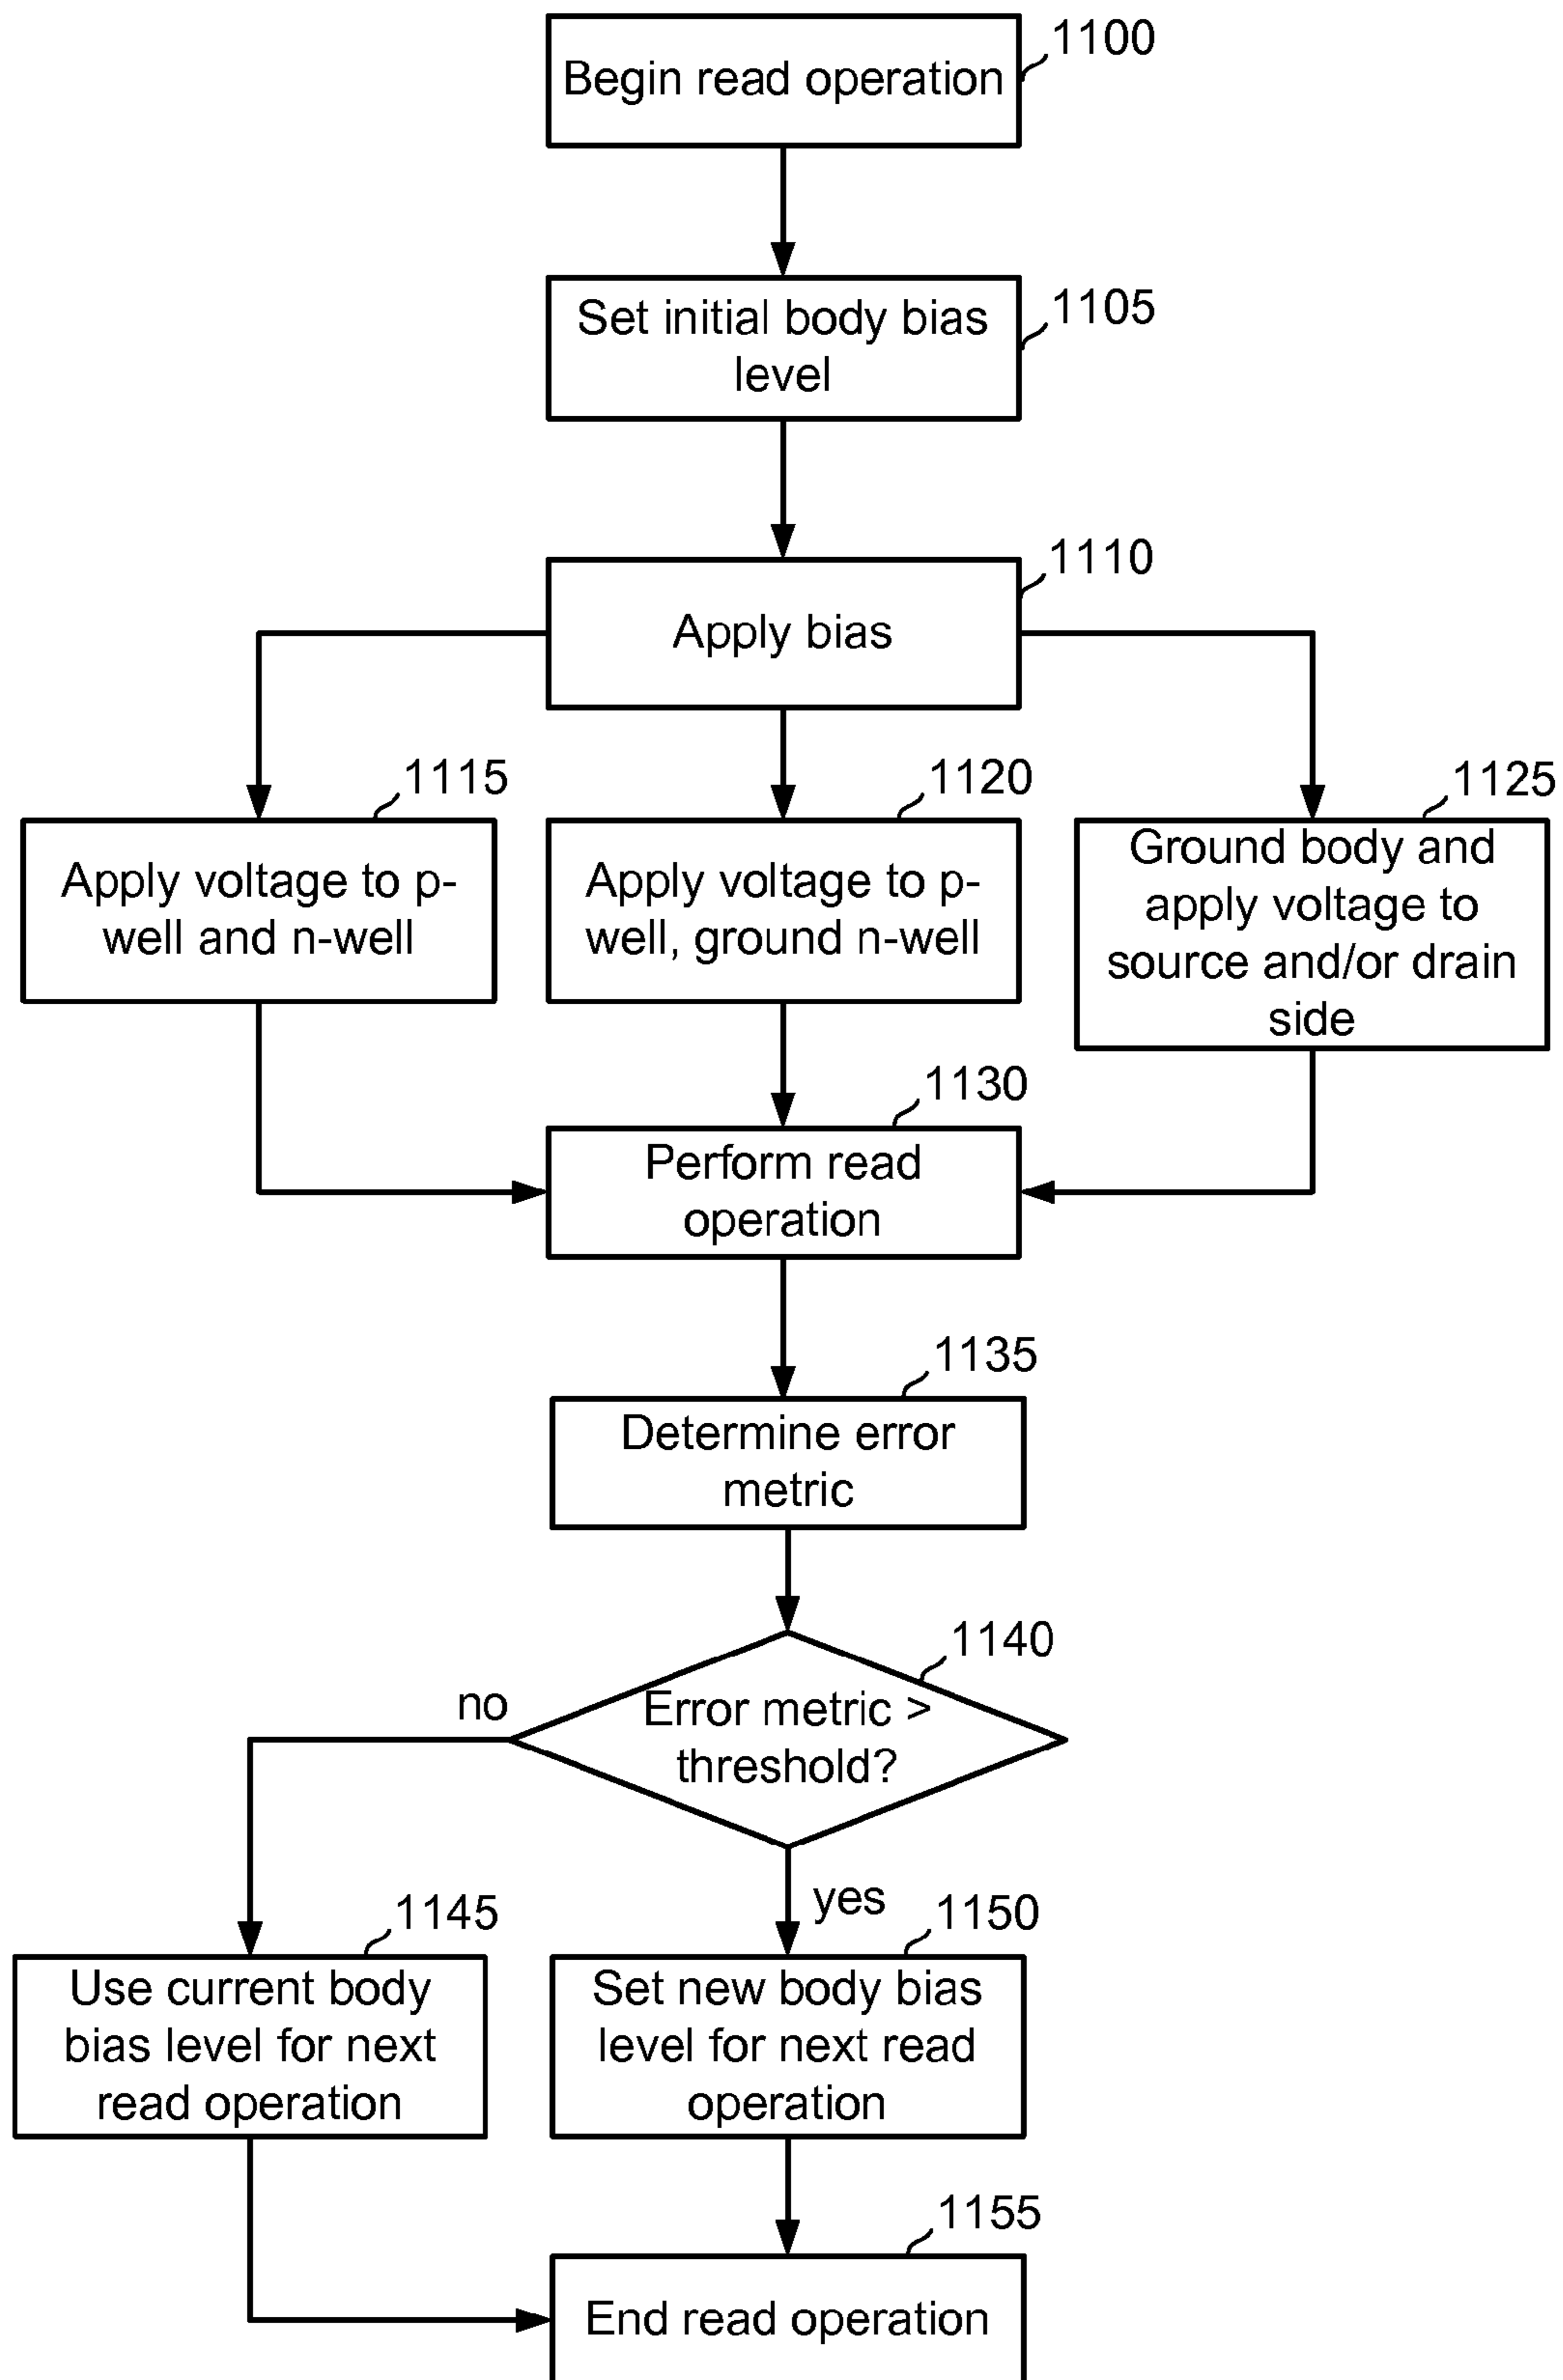 1100
Begin read operation
1105
Set initial body bias
level
1110
Apply bias
1115
Apply voltage to p-
well and n-well
1120
Apply voltage to p-
well, ground n-well
1125
Ground body and
apply voltage to
source and/or drain
side
1130
Perform read
operation
1135
Determine error
metric
1140
Error metric >
threshold?
no
yes
1145
Use current body
bias level for next
read operation
1150
Set new body bias
level for next read
operation
1155
End read operation